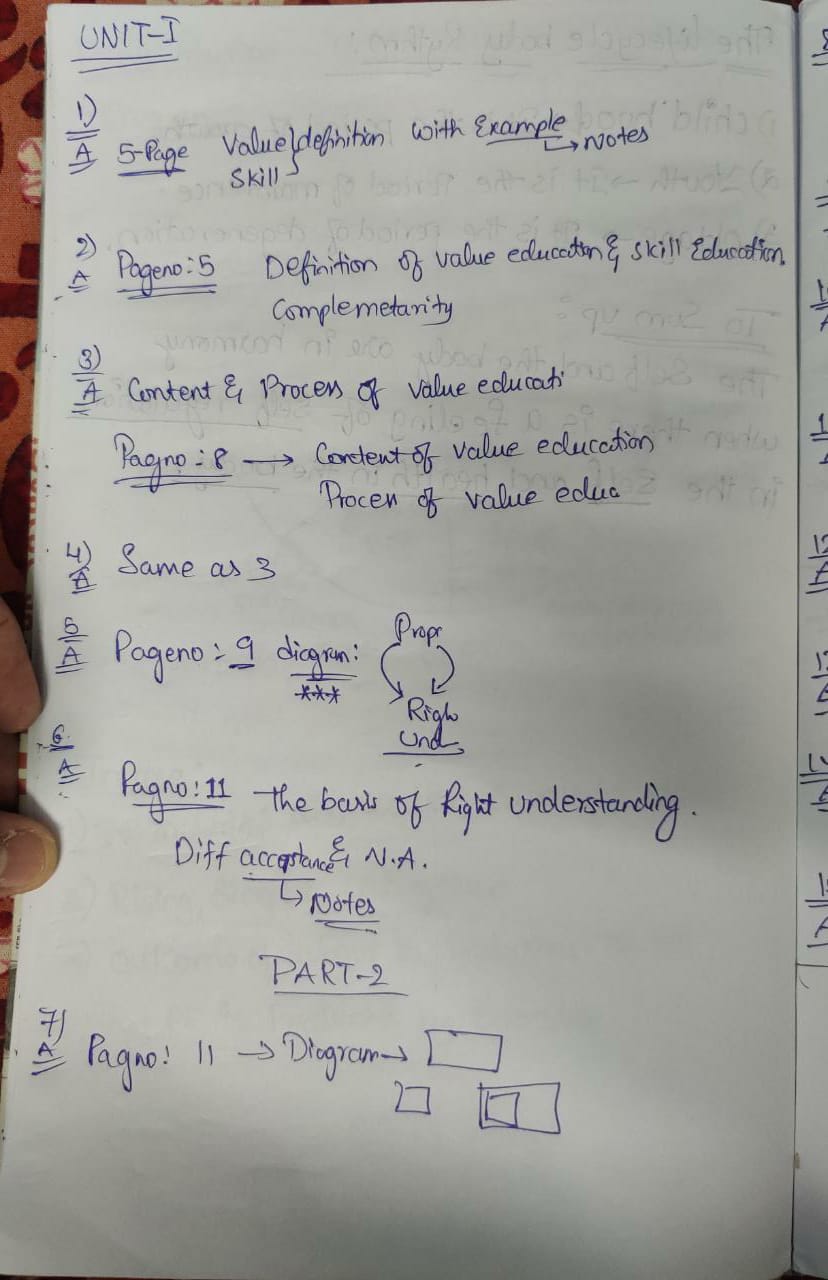 UNIT-I
1)
A 5-Page Value} definition with Example
Skill ↳ Notes
2)
A Pageno:5 Definition of value education & skill Education
Complemetarity
3)
A Content & Process of value educati
Pagno:8 → Content of value education
Process of value educ
4)
A Same as 3
5
A Pageno:9 diagram: Propr
*** Righ
Und
6
A Pagno:11 the basis of Right understanding.
Diff acceptance & N.A.
↳ Notes
PART-2
7)
A Pagno: 11 → Diagram →